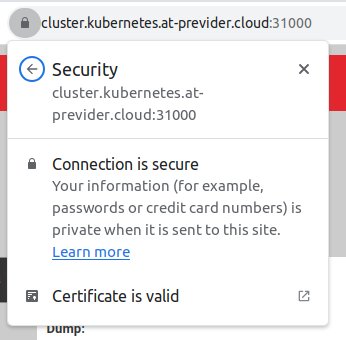 cluster.kubernetes.at-previder.cloud:31000
Security
cluster.kubernetes.at-
previder.cloud:31000
Connection is secure
Your information (for example,
passwords or credit card numbers) is
private when it is sent to this site.
Learn more
Certificate is valid
Dump: